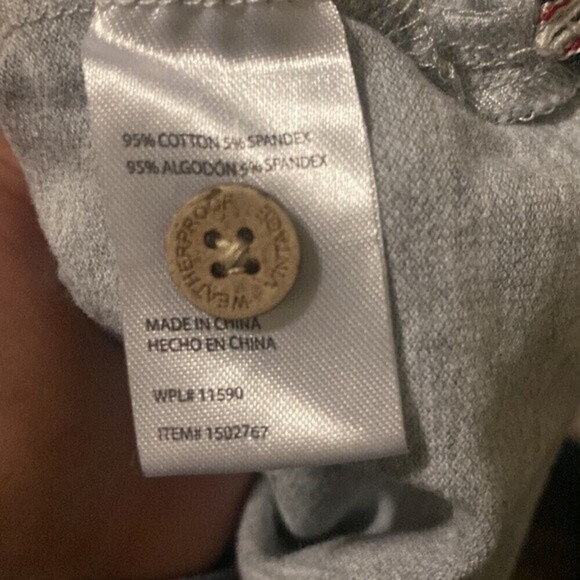 95% COTTON 5% SPANDEX
95% ALGODÓN 5% SPANDEX
WEATHERPROOF VINTAGE
MADE IN CHINA
HECHO EN CHINA
WPL# 11590
ITEM# 1502767